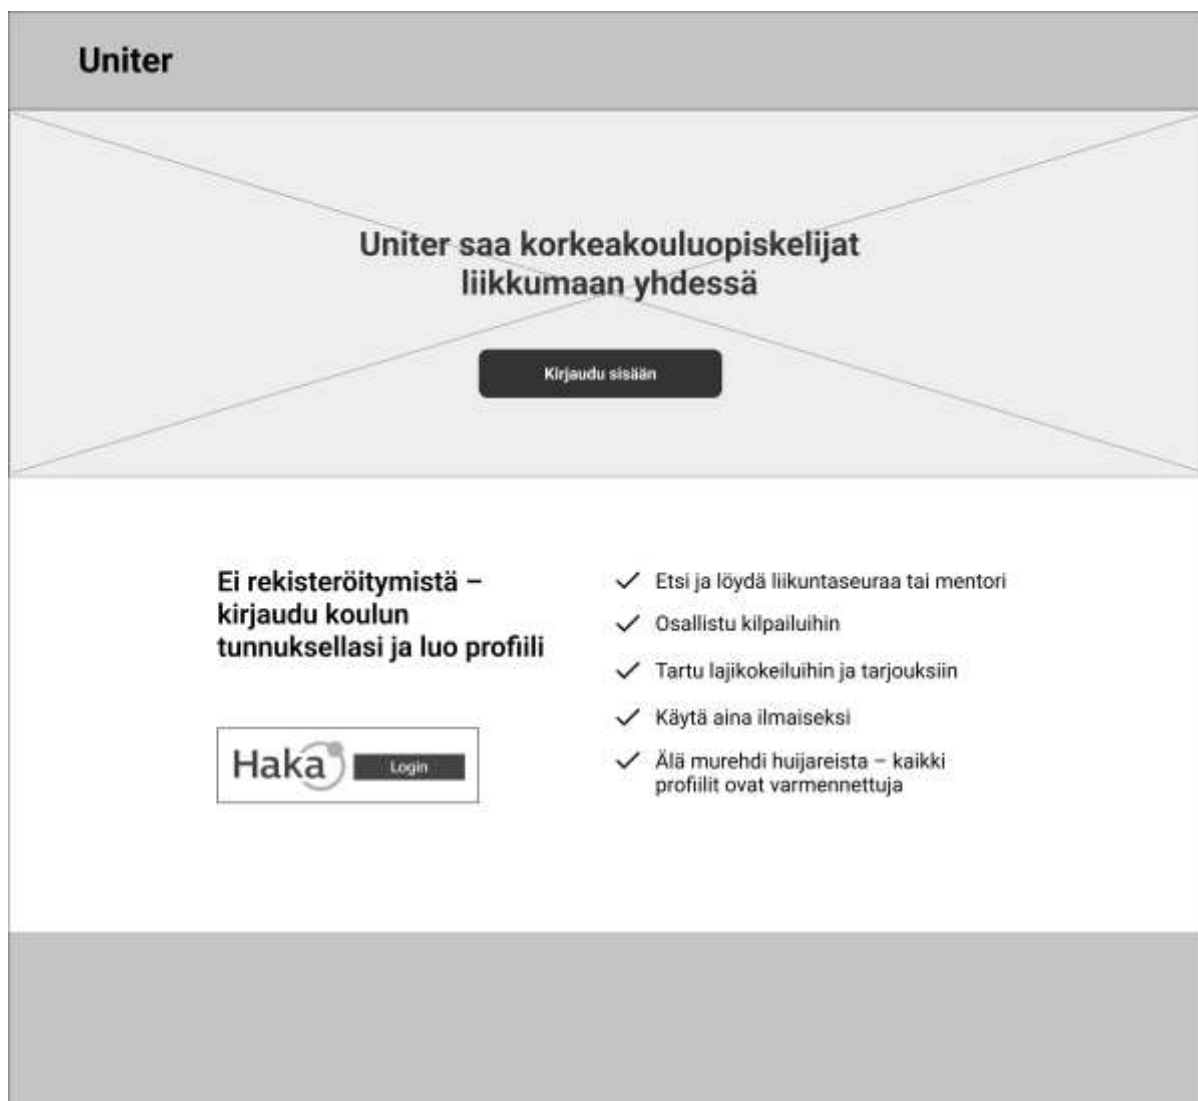 Uniter
Uniter saa korkeakouluopiskelijat
liikkumaan yhdessä
Kirjaudu sisään
Ei rekisteröitymistä –
kirjaudu koulun
tunnuksellasi ja luo profiili
Haka
Login
Etsi ja löydä liikuntaseuraa tai mentori
Osallistu kilpailuihin
Tartu lajikokeiluihin ja tarjouksiin
Käytä aina ilmaiseksi
Älä murehdi huijareista – kaikki
profiilit ovat varmennettuja